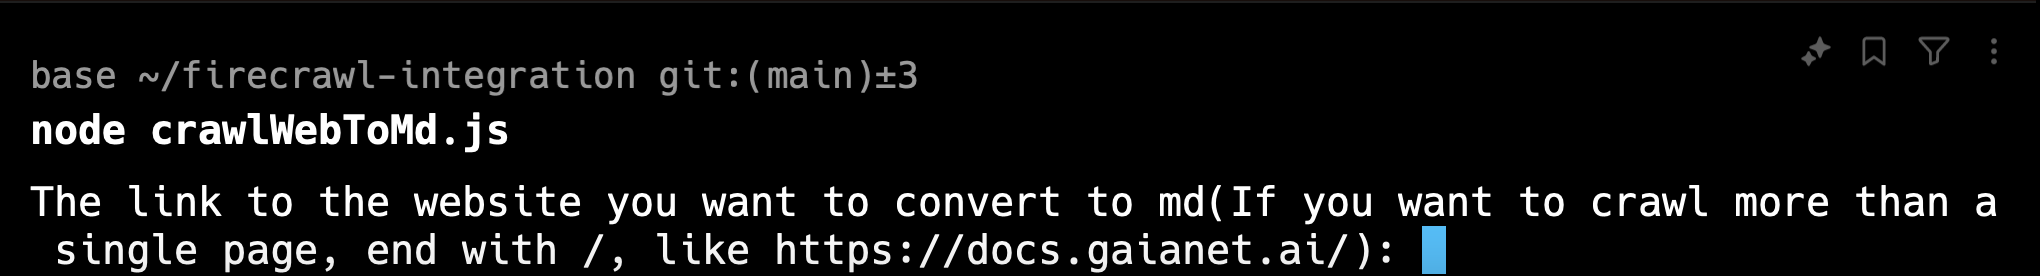 base ~/firecrawl-integration git:(main)±3
node crawlWebToMd.js
The link to the website you want to convert to md(If you want to crawl more than a
single page, end with /, like https://docs.gaianet.ai/):